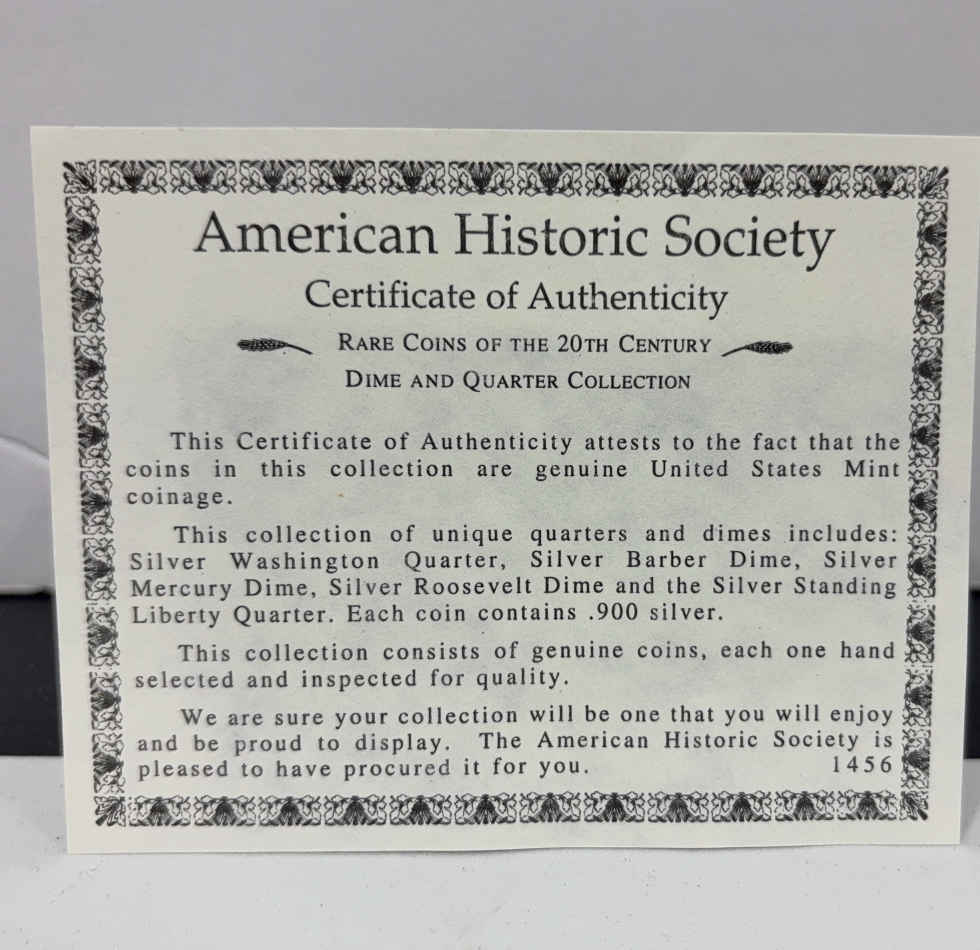 American Historic Society
Certificate of Authenticity
RARE COINS OF THE 20TH CENTURY
DIME AND QUARTER COLLECTION
This Certificate of Authenticity attests to the fact that the
coins in this collection are genuine United States Mint
coinage.
This collection of unique quarters and dimes includes:
Silver Washington Quarter, Silver Barber Dime, Silver
Mercury Dime, Silver Roosevelt Dime and the Silver Standing
Liberty Quarter. Each coin contains .900 silver.
This collection consists of genuine coins, each one hand
selected and inspected for quality.
We are sure your collection will be one that you will enjoy
and be proud to display. The American Historic Society is
pleased to have procured it for you. 1456